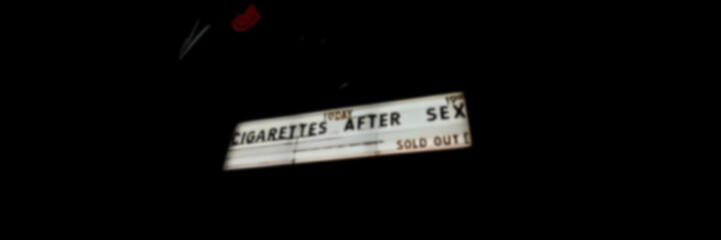 TODAY
CIGARETTES AFTER SEX
SOLD OUT